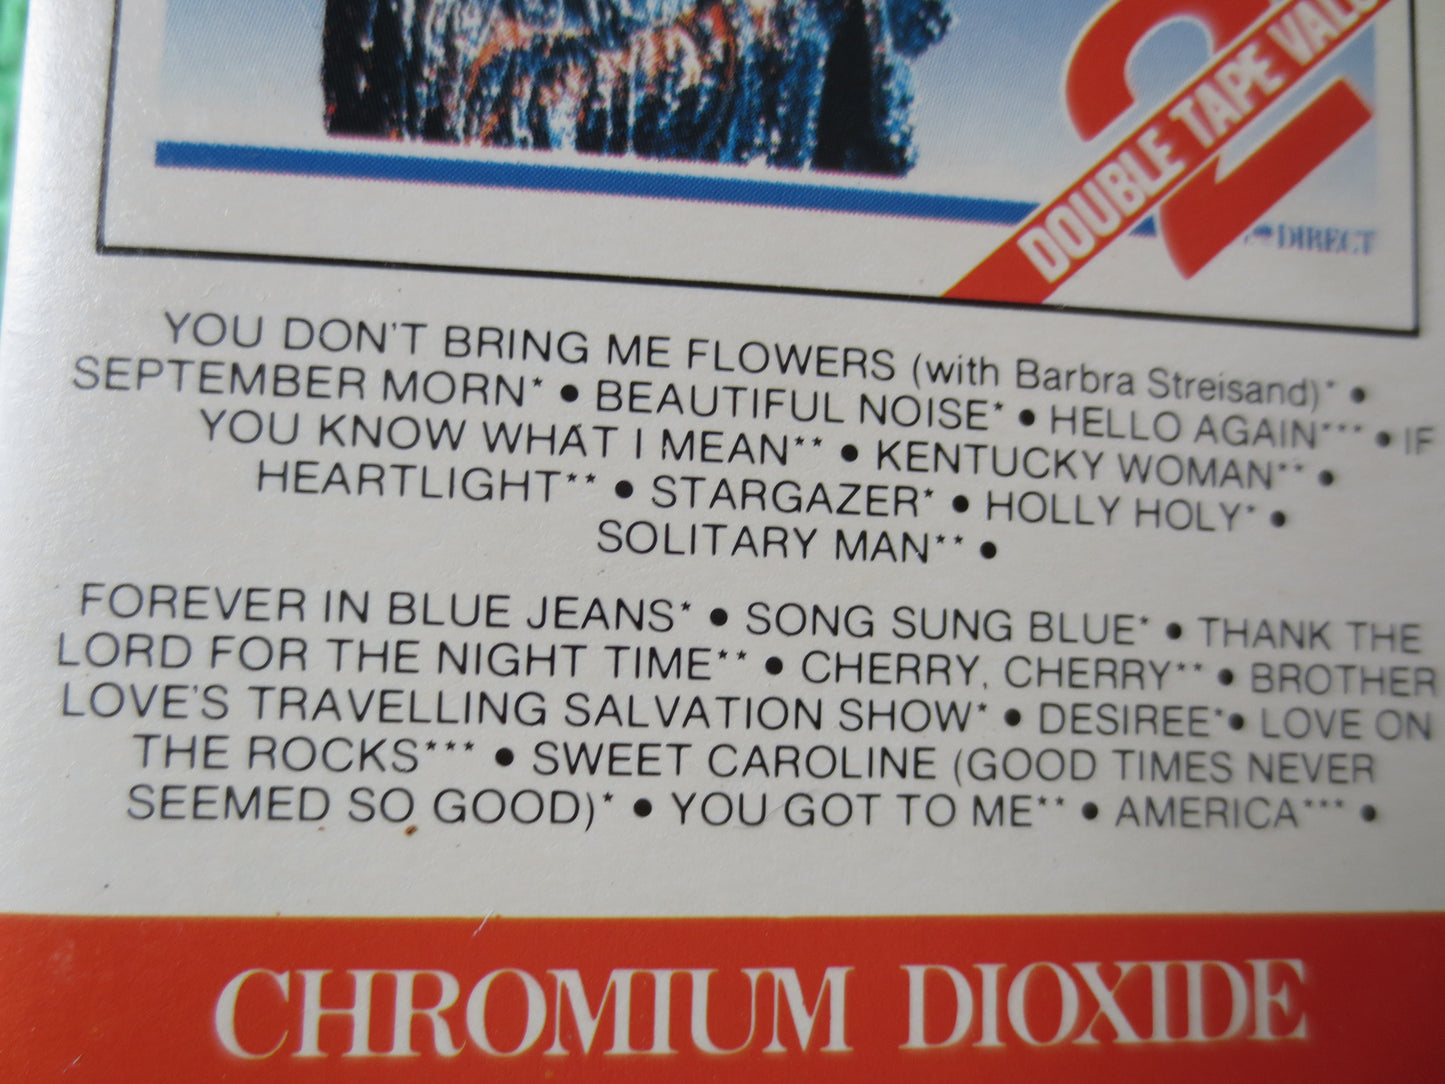 2
DOUBLE TAPE VALUE
DIRECT
YOU DON'T BRING ME FLOWERS (with Barbra Streisand)* •
SEPTEMBER MORN* • BEAUTIFUL NOISE* • HELLO AGAIN*** • IF
YOU KNOW WHAT I MEAN** • KENTUCKY WOMAN** •
HEARTLIGHT** • STARGAZER* • HOLLY HOLY* •
SOLITARY MAN** •
FOREVER IN BLUE JEANS* • SONG SUNG BLUE* • THANK THE
LORD FOR THE NIGHT TIME** • CHERRY, CHERRY** • BROTHER
LOVE'S TRAVELLING SALVATION SHOW* • DESIREE* • LOVE ON
THE ROCKS*** • SWEET CAROLINE (GOOD TIMES NEVER
SEEMED SO GOOD)* • YOU GOT TO ME** • AMERICA*** •
CHROMIUM DIOXIDE